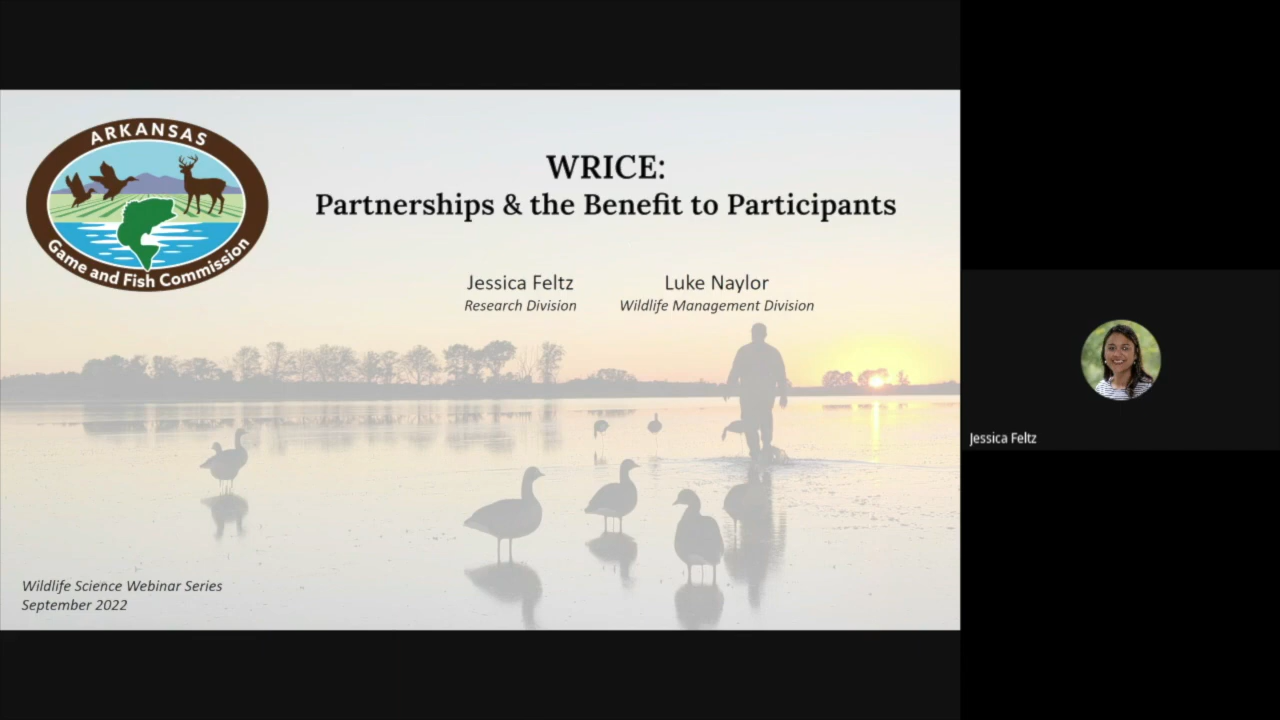 ARKANSAS
Game and Fish Commission
WRICE:
Partnerships & the Benefit to Participants
Jessica Feltz
Research Division
Luke Naylor
Wildlife Management Division
Wildlife Science Webinar Series
September 2022
Jessica Feltz